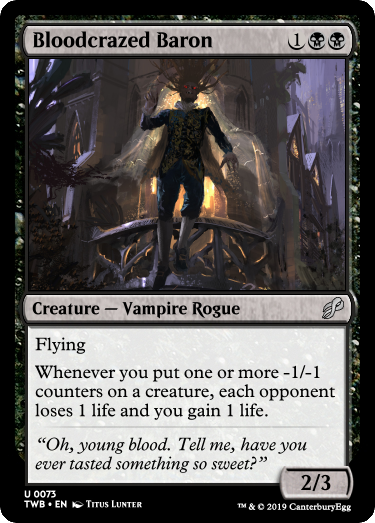 Bloodcrazed Baron 1
Creature — Vampire Rogue
Flying
Whenever you put one or more -1/-1
counters on a creature, each opponent
loses 1 life and you gain 1 life.
“Oh, young blood. Tell me, have you
ever tasted something so sweet?”
2/3
U 0073
TWB • EN Titus Lunter
™ & © 2019 CanterburyEgg